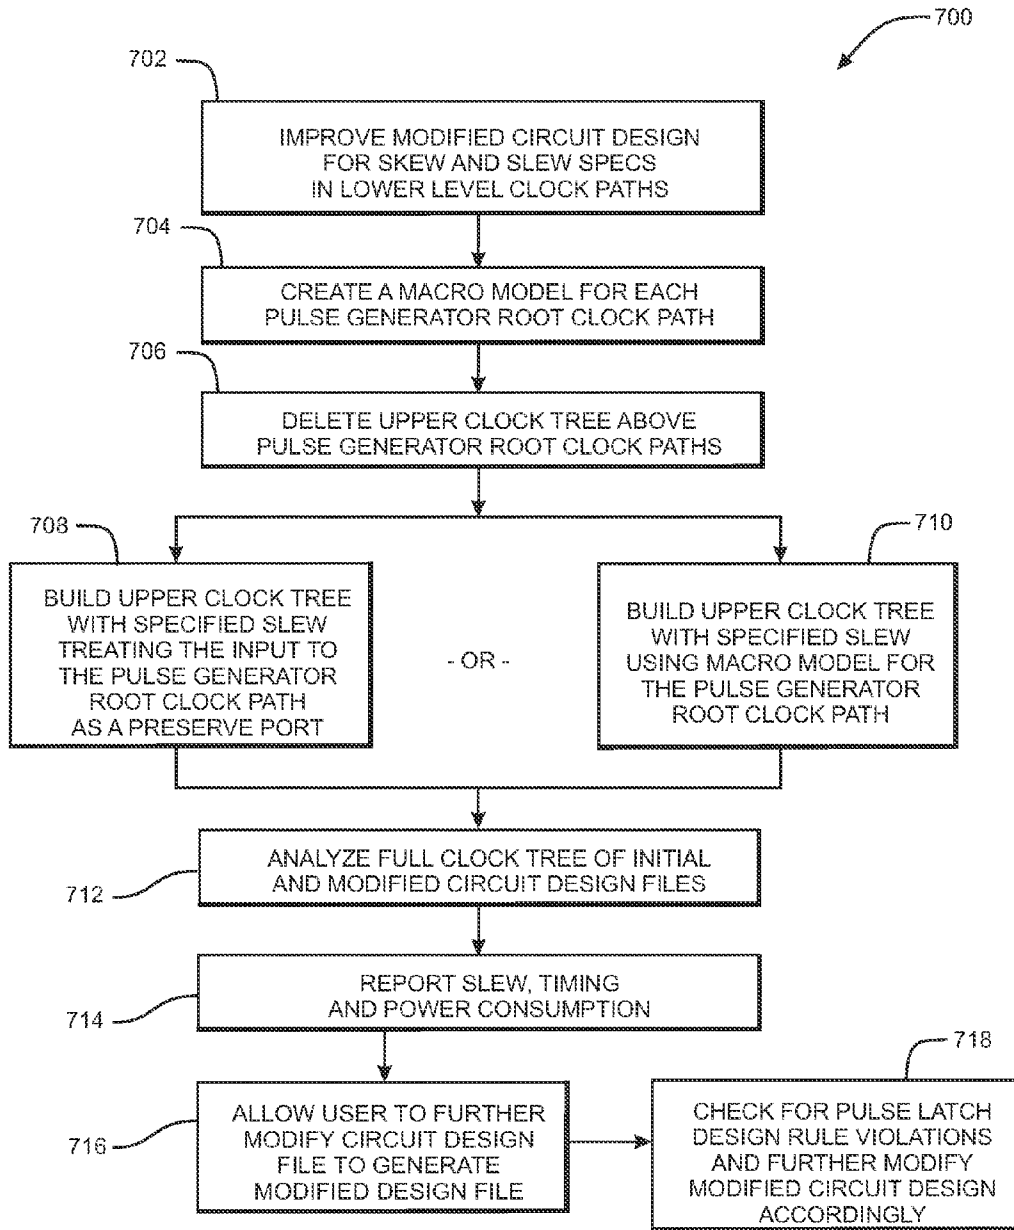 700
702
IMPROVE MODIFIED CIRCUIT DESIGN
FOR SKEW AND SLEW SPECS
IN LOWER LEVEL CLOCK PATHS
704
CREATE A MACRO MODEL FOR EACH
PULSE GENERATOR ROOT CLOCK PATH
706
DELETE UPPER CLOCK TREE ABOVE
PULSE GENERATOR ROOT CLOCK PATHS
708
BUILD UPPER CLOCK TREE
WITH SPECIFIED SLEW
TREATING THE INPUT TO
THE PULSE GENERATOR
ROOT CLOCK PATH
AS A PRESERVE PORT
- OR -
710
BUILD UPPER CLOCK TREE
WITH SPECIFIED SLEW
USING MACRO MODEL FOR
THE PULSE GENERATOR
ROOT CLOCK PATH
712
ANALYZE FULL CLOCK TREE OF INITIAL
AND MODIFIED CIRCUIT DESIGN FILES
714
REPORT SLEW, TIMING
AND POWER CONSUMPTION
716
ALLOW USER TO FURTHER
MODIFY CIRCUIT DESIGN
FILE TO GENERATE
MODIFIED DESIGN FILE
718
CHECK FOR PULSE LATCH
DESIGN RULE VIOLATIONS
AND FURTHER MODIFY
MODIFIED CIRCUIT DESIGN
ACCORDINGLY